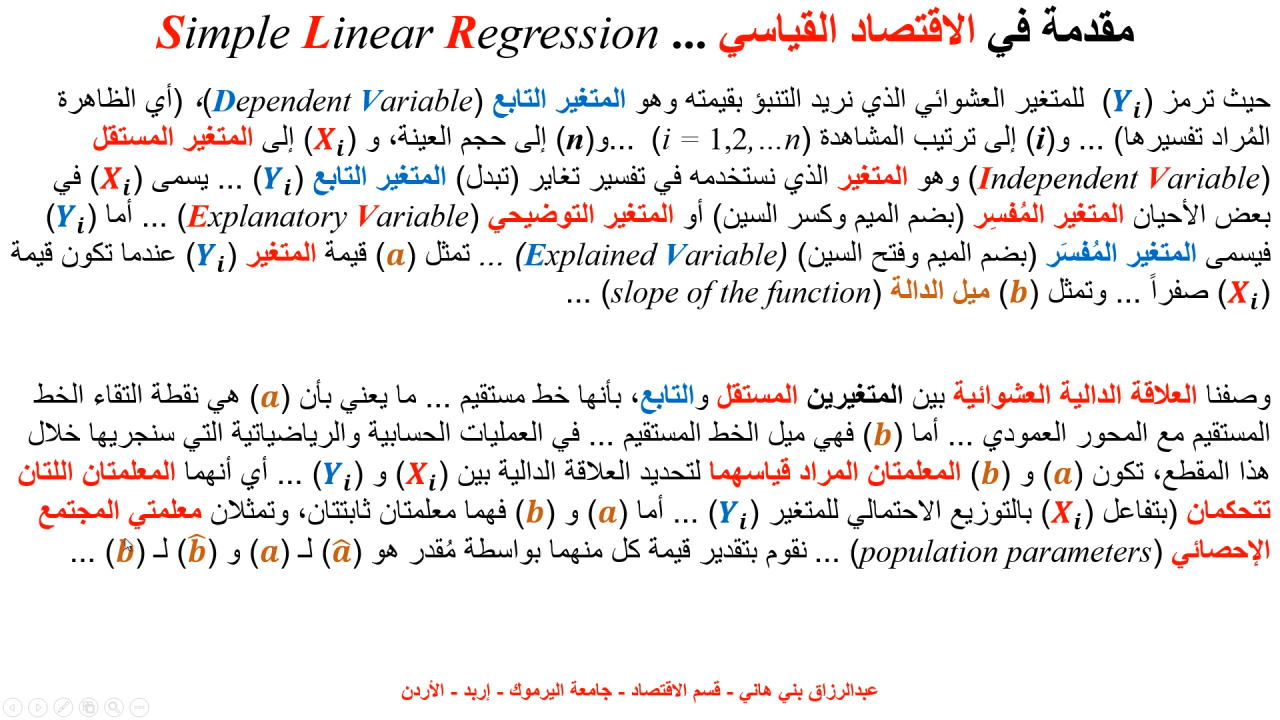 مقدمة في الاقتصاد القياسي ... Simple Linear Regression
حيث ترمز (Yi) للمتغير العشوائي الذي نريد التنبؤ بقيمته وهو المتغير التابع (Dependent Variable)، (أي الظاهرة
المُراد تفسيرها) ... و(i) إلى ترتيب المشاهدة (i = 1,2,…n) ...و(n) إلى حجم العينة، و (Xi) إلى المتغير المستقل
(Independent Variable) وهو المتغير الذي نستخدمه في تفسير تغاير (تبدل) المتغير التابع (Yi) ... يسمى (Xi) في
بعض الأحيان المتغير المُفسِر (بضم الميم وكسر السين) أو المتغير التوضيحي (Explanatory Variable) ... أما (Yi)
فيسمى المتغير المُفسَر (بضم الميم وفتح السين) (Explained Variable) ... تمثل (a) قيمة المتغير (Yi) عندما تكون قيمة
(Xi) صفراً ... وتمثل (b) ميل الدالة (slope of the function) ...
وصفنا العلاقة الدالية العشوائية بين المتغيرين المستقل والتابع، بأنها خط مستقيم ... ما يعني بأن (a) هي نقطة التقاء الخط
المستقيم مع المحور العمودي ... أما (b) فهي ميل الخط المستقيم ... في العمليات الحسابية والرياضياتية التي سنجريها خلال
هذا المقطع، تكون (a) و (b) المعلمتان المراد قياسهما لتحديد العلاقة الدالية بين (Xi) و (Yi) ... أي أنهما المعلمتان اللتان
تتحكمان (بتفاعل (Xi) بالتوزيع الاحتمالي للمتغير (Yi) ... أما (a) و (b) فهما معلمتان ثابتتان، وتمثلان معلمتي المجتمع
الإحصائي (population parameters) ... نقوم بتقدير قيمة كل منهما بواسطة مُقدر هو (â) لـ (a) و (b̂) لـ (b) ...
عبدالرزاق بني هاني - قسم الاقتصاد - جامعة اليرموك - إربد - الأردن